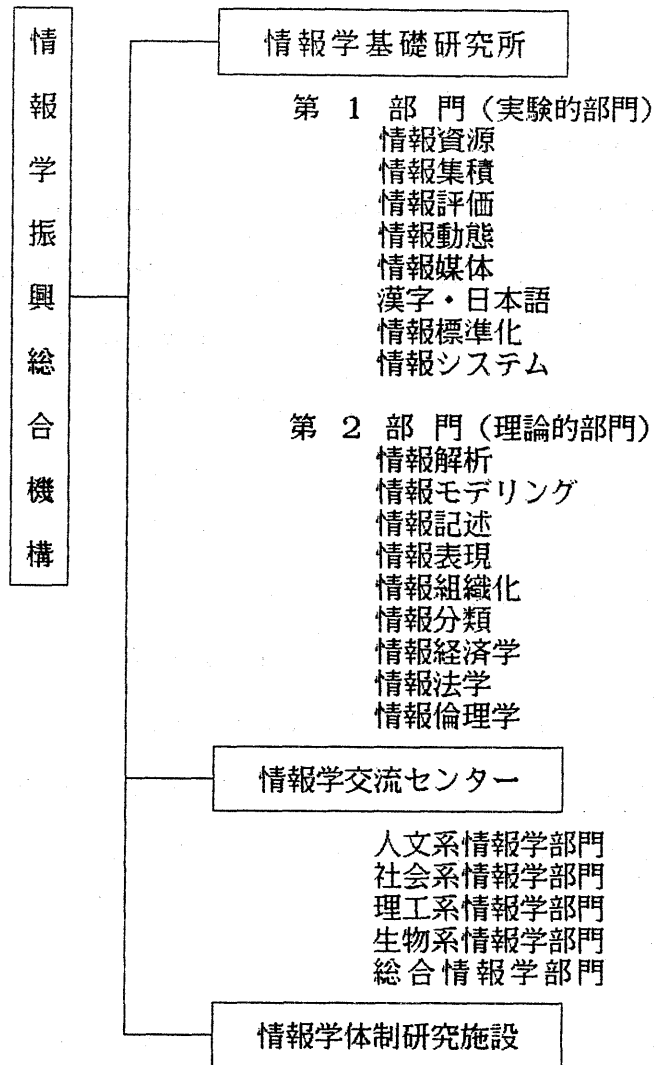 情報学振興総合機構
情報学基礎研究所
第 1 部 門 (実験的部門)
情報資源
情報集積
情報評価
情報動態
情報媒体
漢字・日本語
情報標準化
情報システム
第 2 部 門 (理論的部門)
情報解析
情報モデリング
情報記述
情報表現
情報組織化
情報分類
情報経済学
情報法学
情報倫理学
情報学交流センター
人文系情報学部門
社会系情報学部門
理工系情報学部門
生物系情報学部門
総合情報学部門
情報学体制研究施設